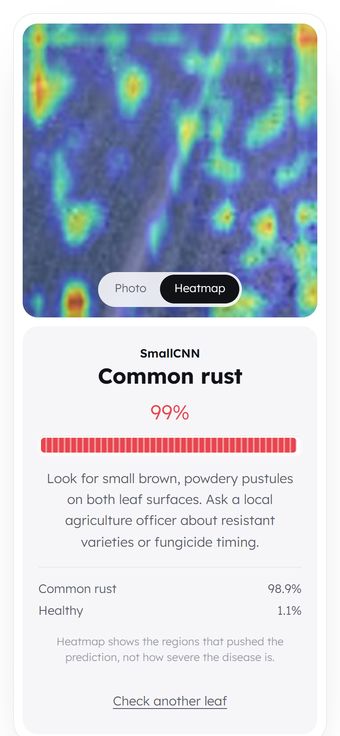 Photo
Heatmap
SmallCNN
Common rust
99%
Look for small brown, powdery pustules
on both leaf surfaces. Ask a local
agriculture officer about resistant
varieties or fungicide timing.
Common rust 98.9%
Healthy 1.1%
Heatmap shows the regions that pushed the
prediction, not how severe the disease is.
Check another leaf